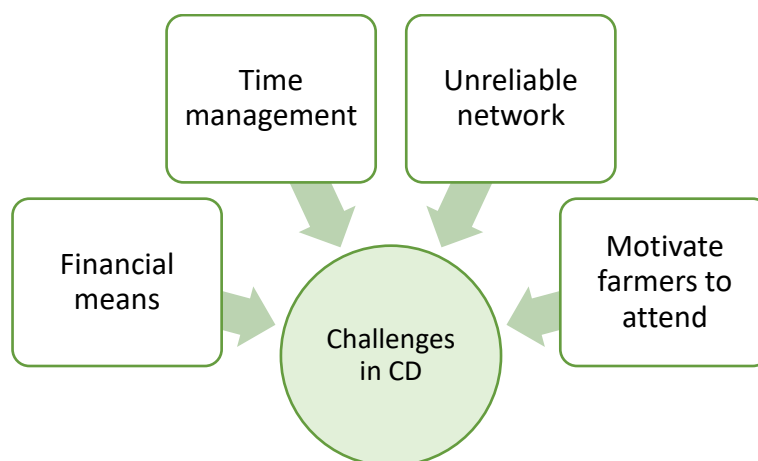 Time
management
Unreliable
network
Financial
means
Motivate
farmers to
attend
Challenges
in CD